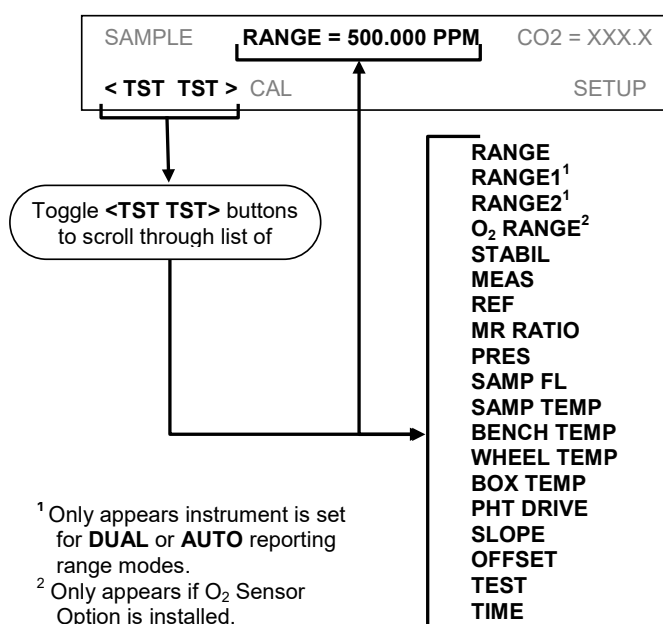 SAMPLE RANGE = 500.000 PPM CO2 = XXX.X
< TST TST > CAL SETUP
Toggle <TST TST> buttons
to scroll through list of
RANGE
RANGE1¹
RANGE2¹
O₂ RANGE²
STABIL
MEAS
REF
MR RATIO
PRES
SAMP FL
SAMP TEMP
BENCH TEMP
WHEEL TEMP
BOX TEMP
PHT DRIVE
SLOPE
OFFSET
TEST
TIME
¹ Only appears instrument is set
for DUAL or AUTO reporting
range modes.
² Only appears if O₂ Sensor
Option is installed.